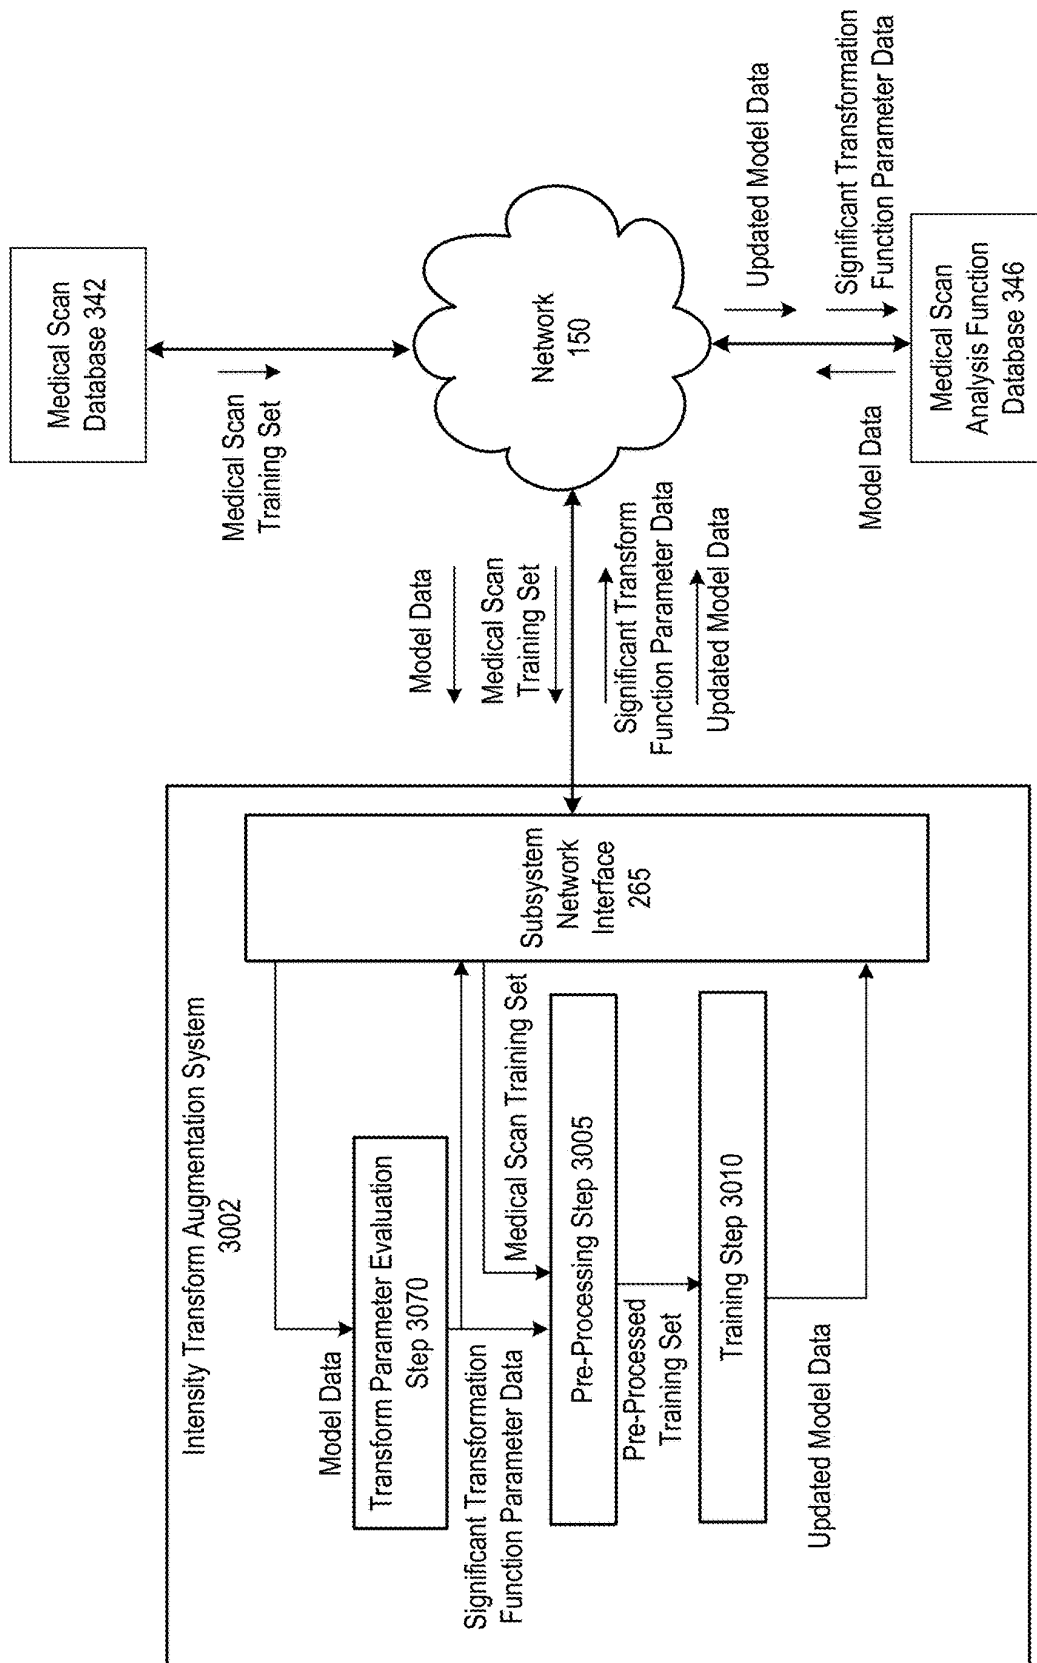 Intensity Transform Augmentation System
3002
Model Data
Transform Parameter Evaluation
Step 3070
Significant Transformation
Function Parameter Data
Medical Scan Training Set
Pre-Processing Step 3005
Pre-Processed
Training Set
Training Step 3010
Updated Model Data
Subsystem
Network
Interface
265
Model Data
Medical Scan
Training Set
Significant Transform
Function Parameter Data
Updated Model Data
Medical Scan
Database 342
Medical Scan
Training Set
Network
150
Updated Model Data
Significant Transformation
Function Parameter Data
Model Data
Medical Scan
Analysis Function
Database 346